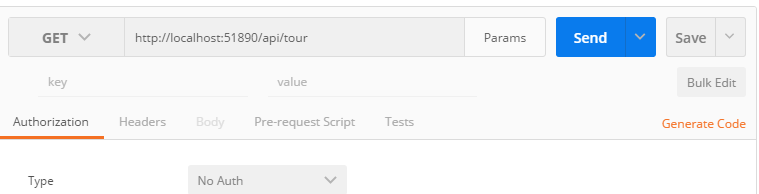 GET http://localhost:51890/api/tour Params Send Save
key value Bulk Edit
Authorization Headers Body Pre-request Script Tests Generate Code
Type No Auth